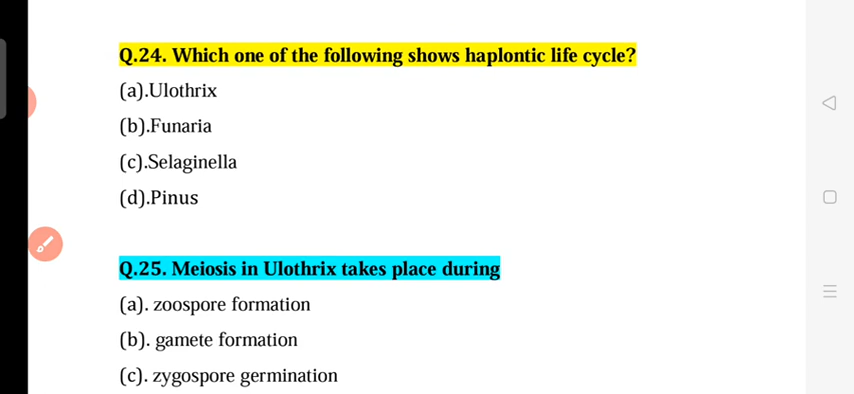 Q.24. Which one of the following shows haplontic life cycle?
(a).Ulothrix
(b).Funaria
(c).Selaginella
(d).Pinus
Q.25. Meiosis in Ulothrix takes place during
(a). zoospore formation
(b). gamete formation
(c). zygospore germination